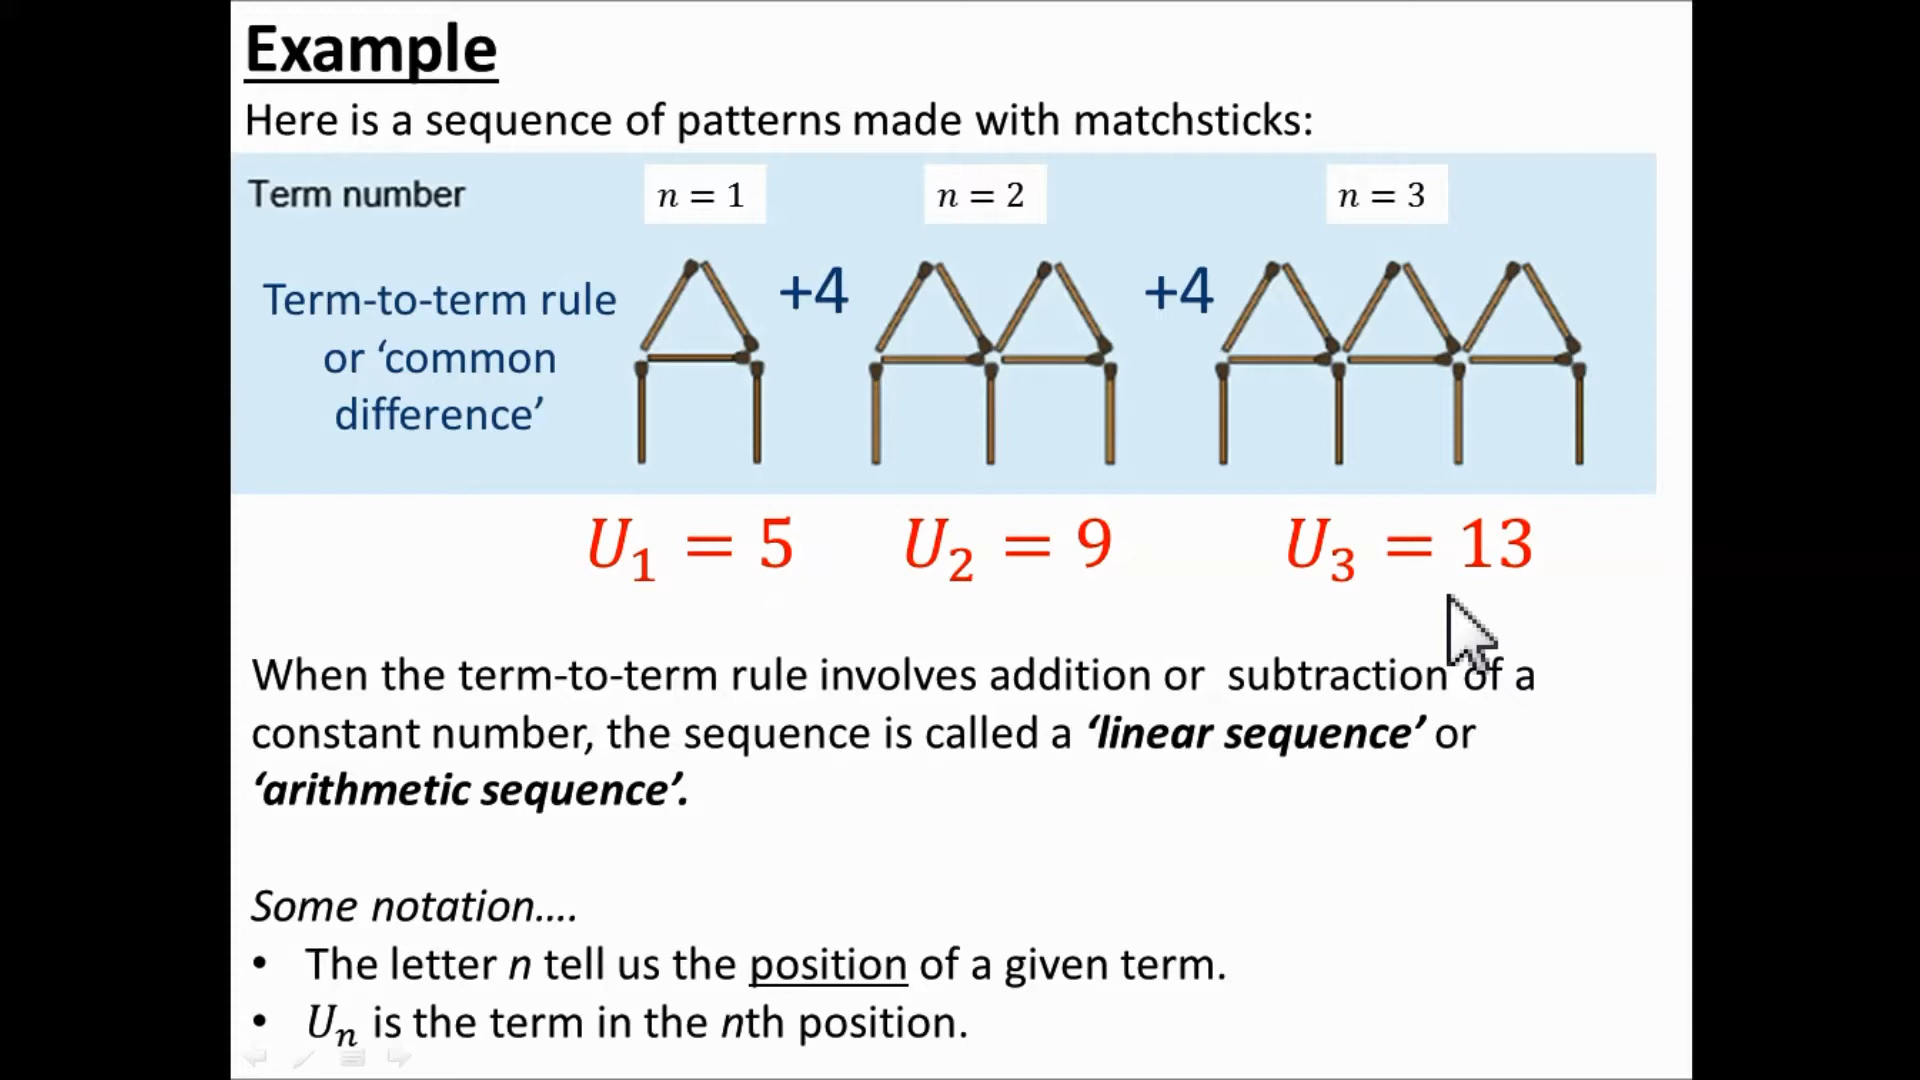 Example
Here is a sequence of patterns made with matchsticks:
Term number n = 1 n = 2 n = 3
Term-to-term rule
or ‘common
difference’
+4 +4
U₁ = 5 U₂ = 9 U₃ = 13
When the term-to-term rule involves addition or subtraction of a
constant number, the sequence is called a ‘linear sequence’ or
‘arithmetic sequence’.
Some notation....
• The letter n tell us the position of a given term.
• Uₙ is the term in the nth position.